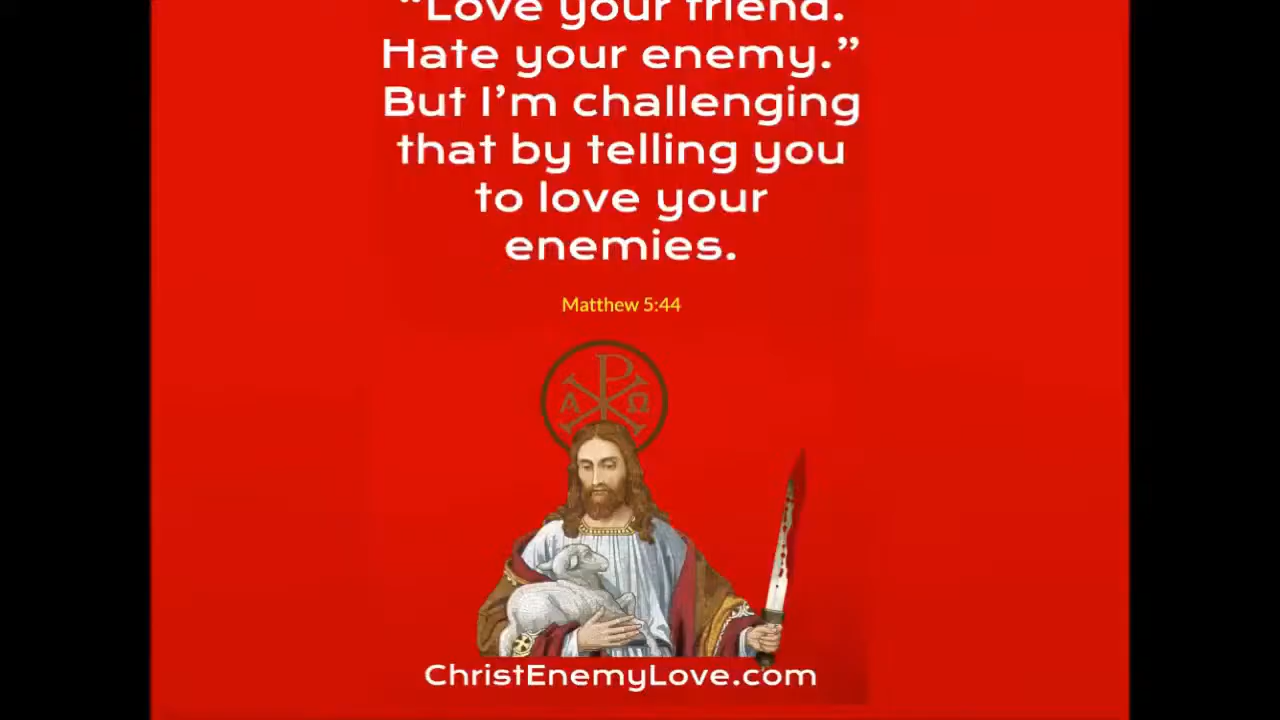 “Love your friend.
Hate your enemy.”
But I’m challenging
that by telling you
to love your
enemies.
Matthew 5:44
P
Α Ω
ChristEnemyLove.com